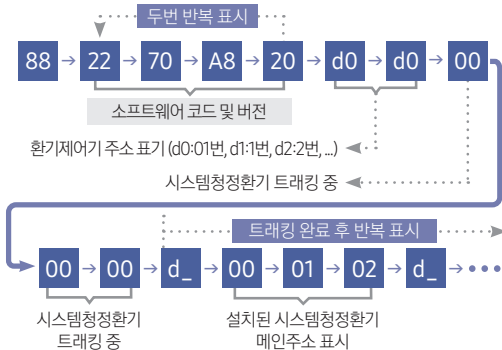 두번 반복 표시
88 → 22 → 70 → A8 → 20 → d0 → d0 → 00
소프트웨어 코드 및 버전
환기제어기 주소 표기 (d0:01번, d1:1번, d2:2번, ...)
시스템청정환기 트래킹 중
트래킹 완료 후 반복 표시
00 → 00 → d_ → 00 01 02 → d_ → •••
시스템청정환기 설치된 시스템청정환기
트래킹 중 메인주소 표시